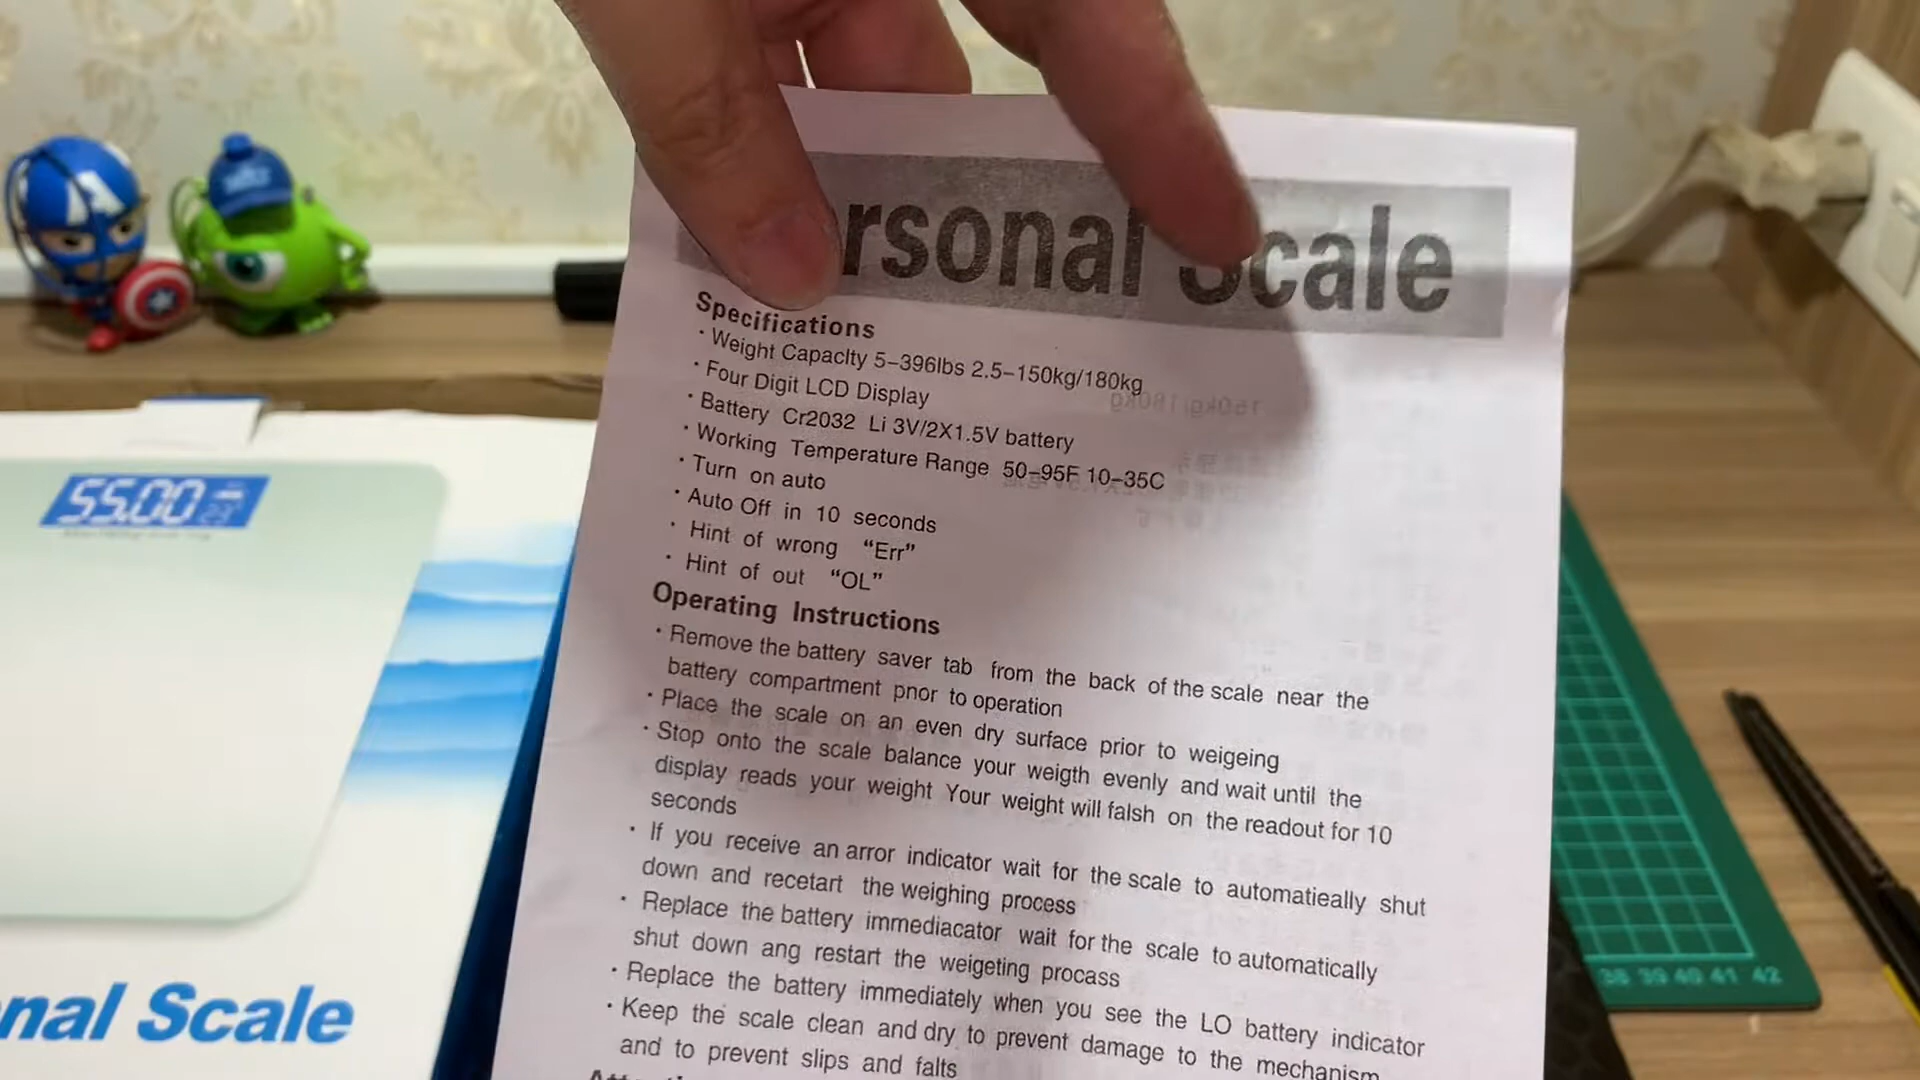 rsonal Scale
Specifications
· Weight Capaclty 5–396lbs 2.5–150kg/180kg
· Four Digit LCD Display
· Battery Cr2032 Li 3V/2X1.5V battery
· Working Temperature Range 50–95F 10–35C
· Turn on auto
· Auto Off in 10 seconds
· Hint of wrong “Err”
· Hint of out “OL”
Operating Instructions
· Remove the battery saver tab from the back of the scale near the
battery compartment pnor to operation
· Place the scale on an even dry surface prior to weigeing
· Stop onto the scale balance your weigth evenly and wait until the
display reads your weight Your weight will falsh on the readout for 10
seconds
· If you receive an arror indicator wait for the scale to automatieally shut
down and recetart the weighing process
· Replace the battery immediacator wait for the scale to automatically
shut down ang restart the weigeting procass
· Replace the battery immediately when you see the LO battery indicator
· Keep the scale clean and dry to prevent damage to the mechanism
and to prevent slips and falts
55.00
nal Scale
A
38 39 40 41 42